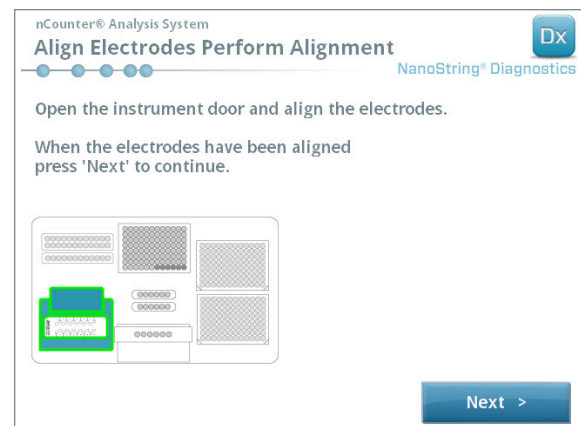 nCounter® Analysis System
Align Electrodes Perform Alignment
Dx
NanoString® Diagnostics
Open the instrument door and align the electrodes.
When the electrodes have been aligned
press 'Next' to continue.
Next >